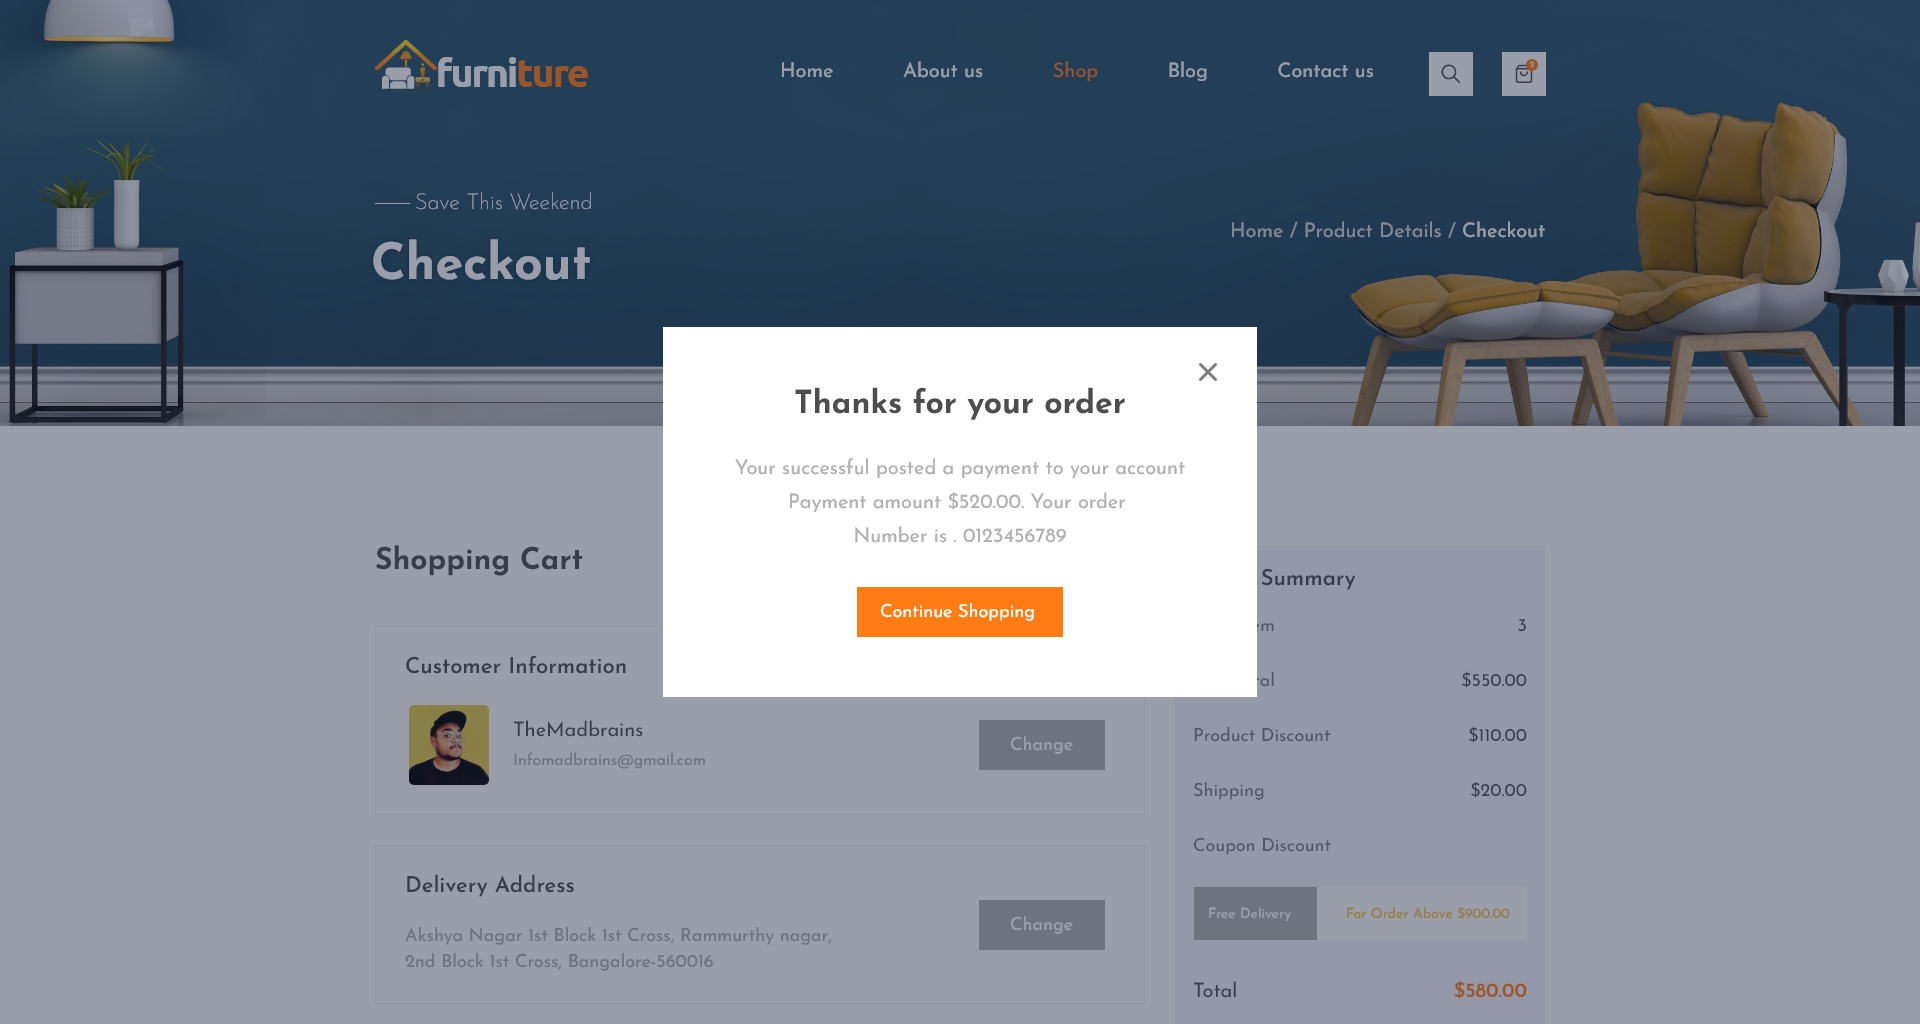 furniture
Home
About us
Shop
Blog
Contact us
2
Save This Weekend
Checkout
Home / Product Details / Checkout
Thanks for your order
Your successful posted a payment to your account
Payment amount $520.00. Your order
Number is . 0123456789
Continue Shopping
Shopping Cart
Customer Information
TheMadbrains
Infomadbrains@gmail.com
Change
Delivery Address
Akshya Nagar 1st Block 1st Cross, Rammurthy nagar,
2nd Block 1st Cross, Bangalore-560016
Change
Summary
3
$550.00
Product Discount $110.00
Shipping $20.00
Coupon Discount
Free Delivery For Order Above $900.00
Total $580.00